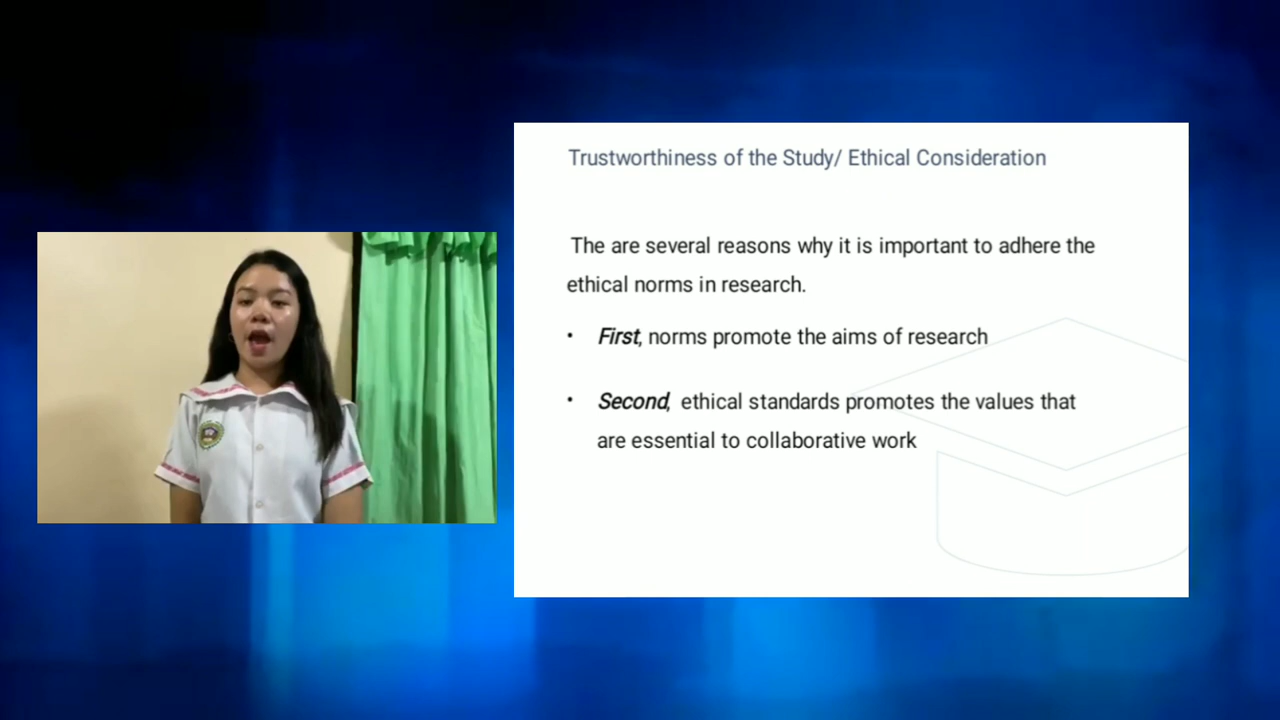 Trustworthiness of the Study/ Ethical Consideration
The are several reasons why it is important to adhere the
ethical norms in research.
• First, norms promote the aims of research
• Second, ethical standards promotes the values that
are essential to collaborative work